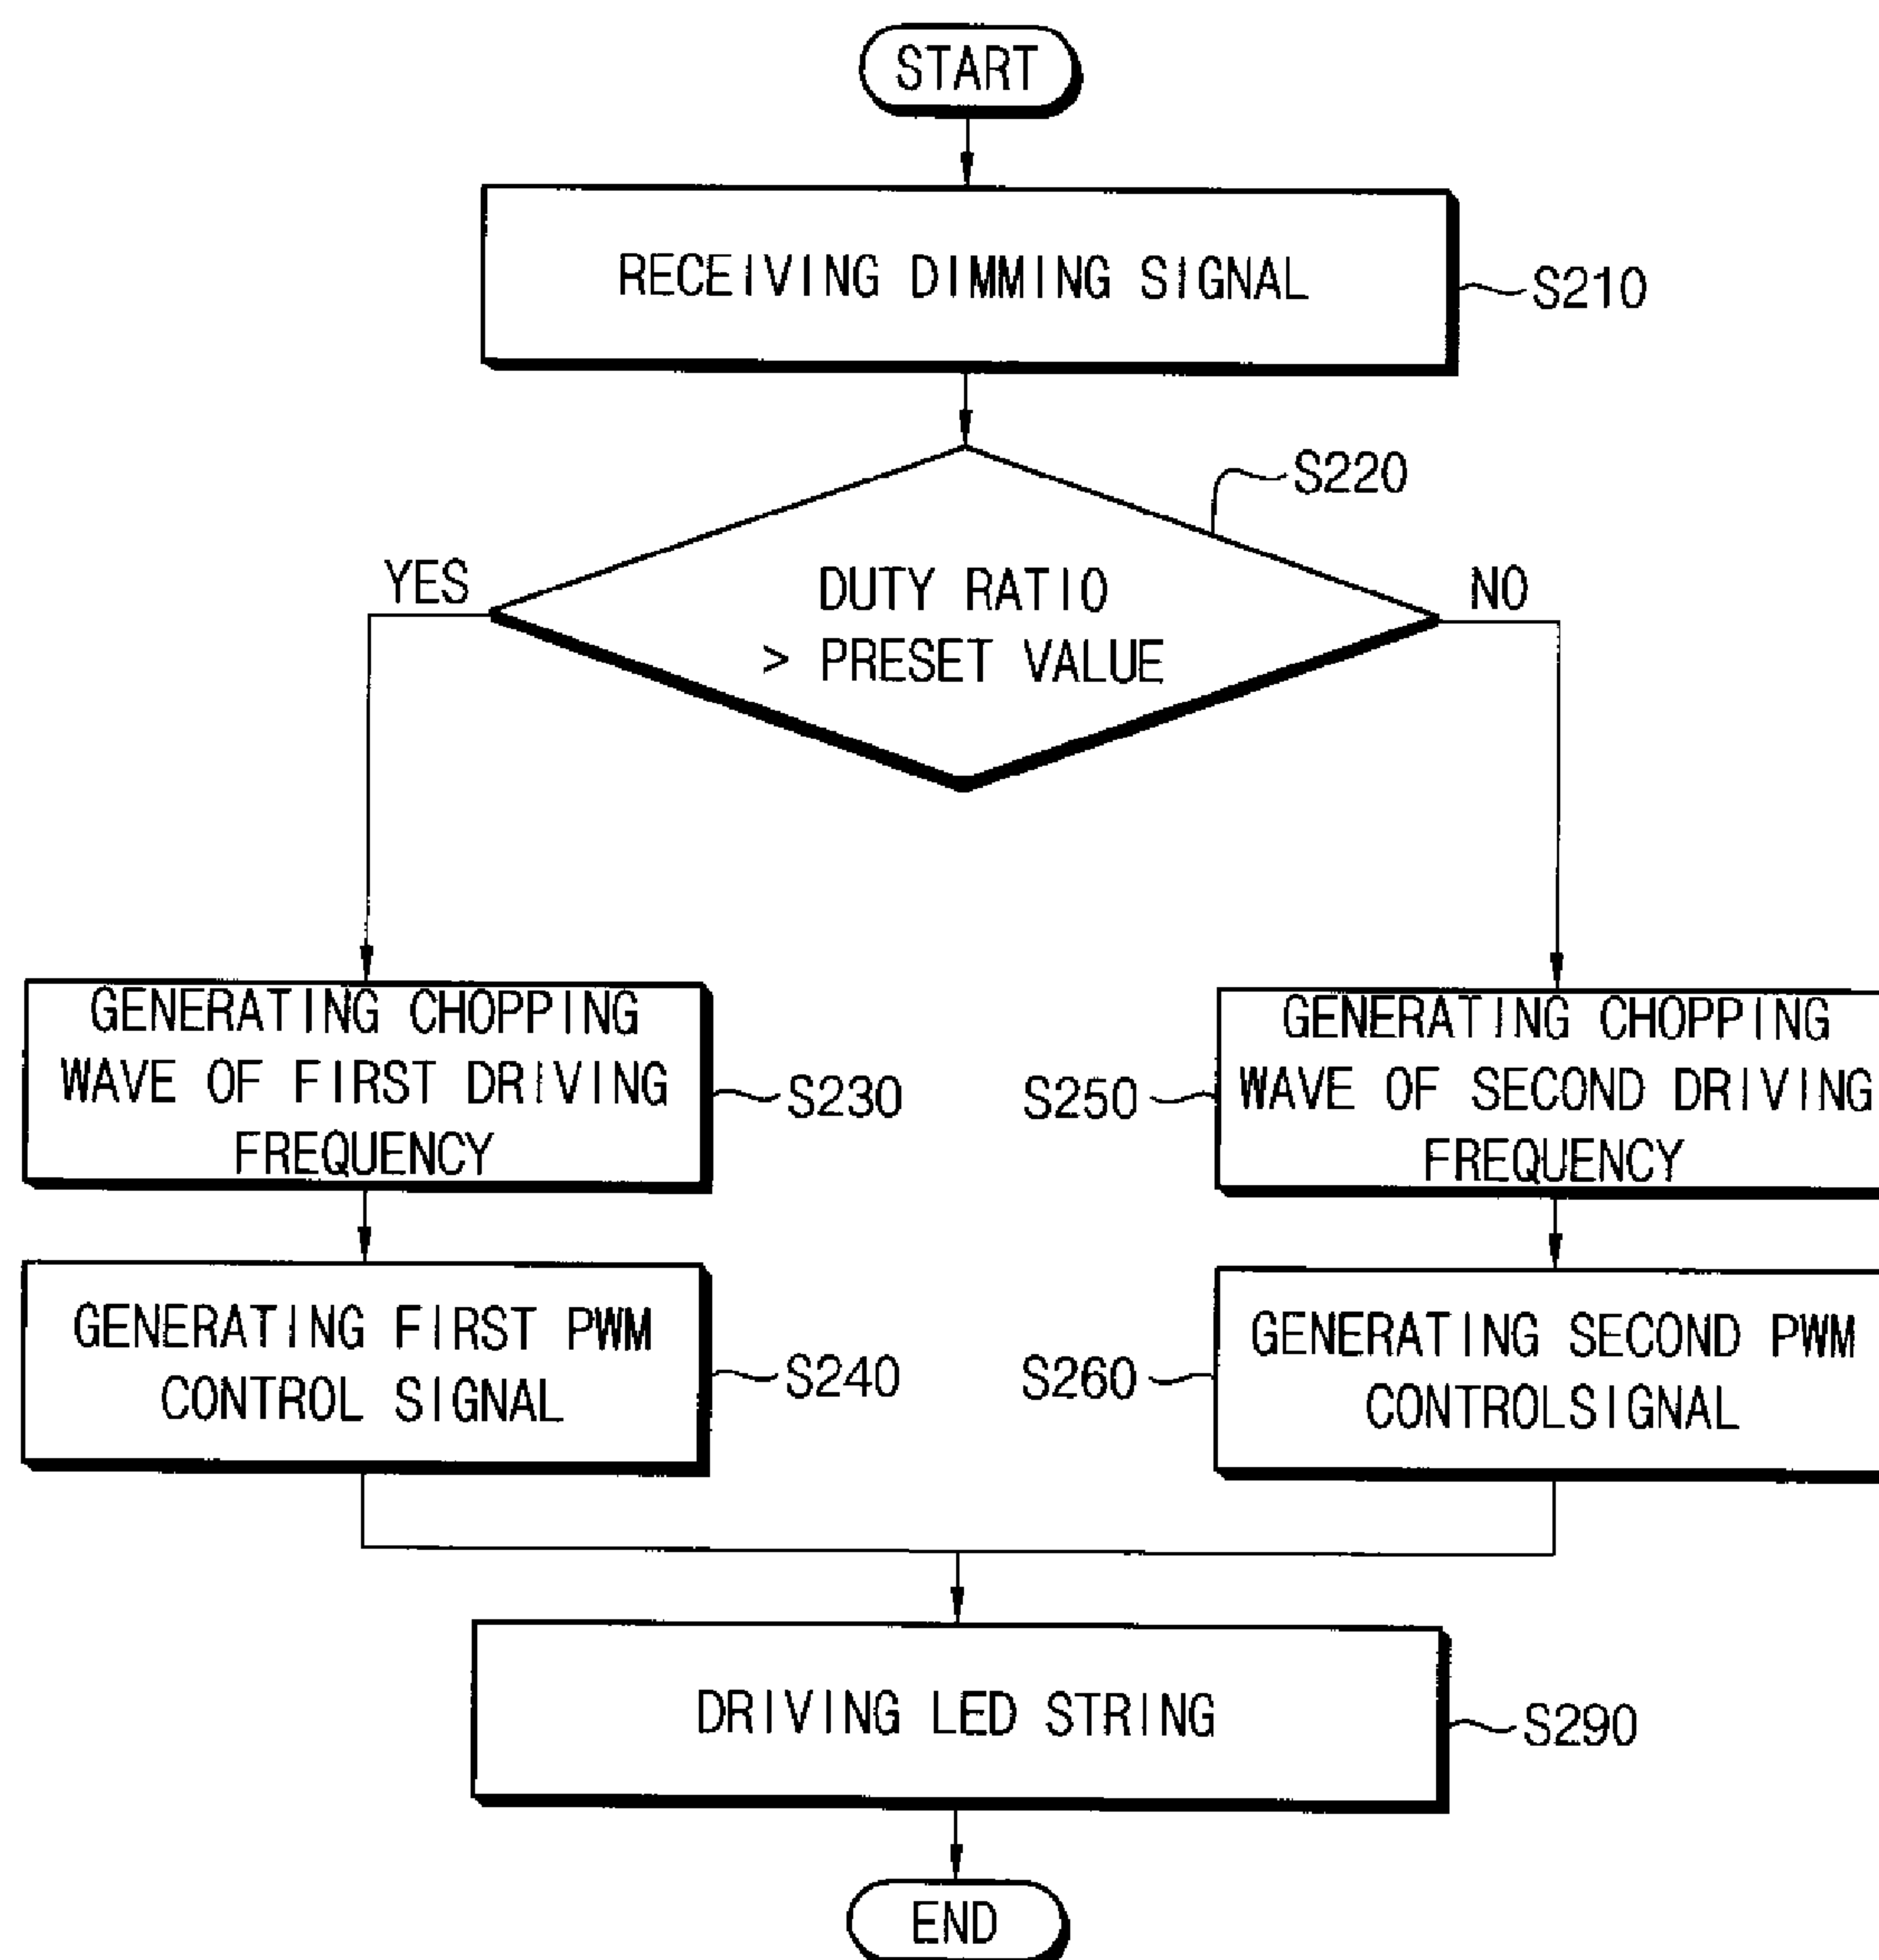 START
RECEIVING DIMMING SIGNAL
S210
S220
YES
DUTY RATIO
> PRESET VALUE
NO
GENERATING CHOPPING
WAVE OF FIRST DRIVING
FREQUENCY
S230
S250
GENERATING CHOPPING
WAVE OF SECOND DRIVING
FREQUENCY
GENERATING FIRST PWM
CONTROL SIGNAL
S240
S260
GENERATING SECOND PWM
CONTROLSIGNAL
DRIVING LED STRING
S290
END